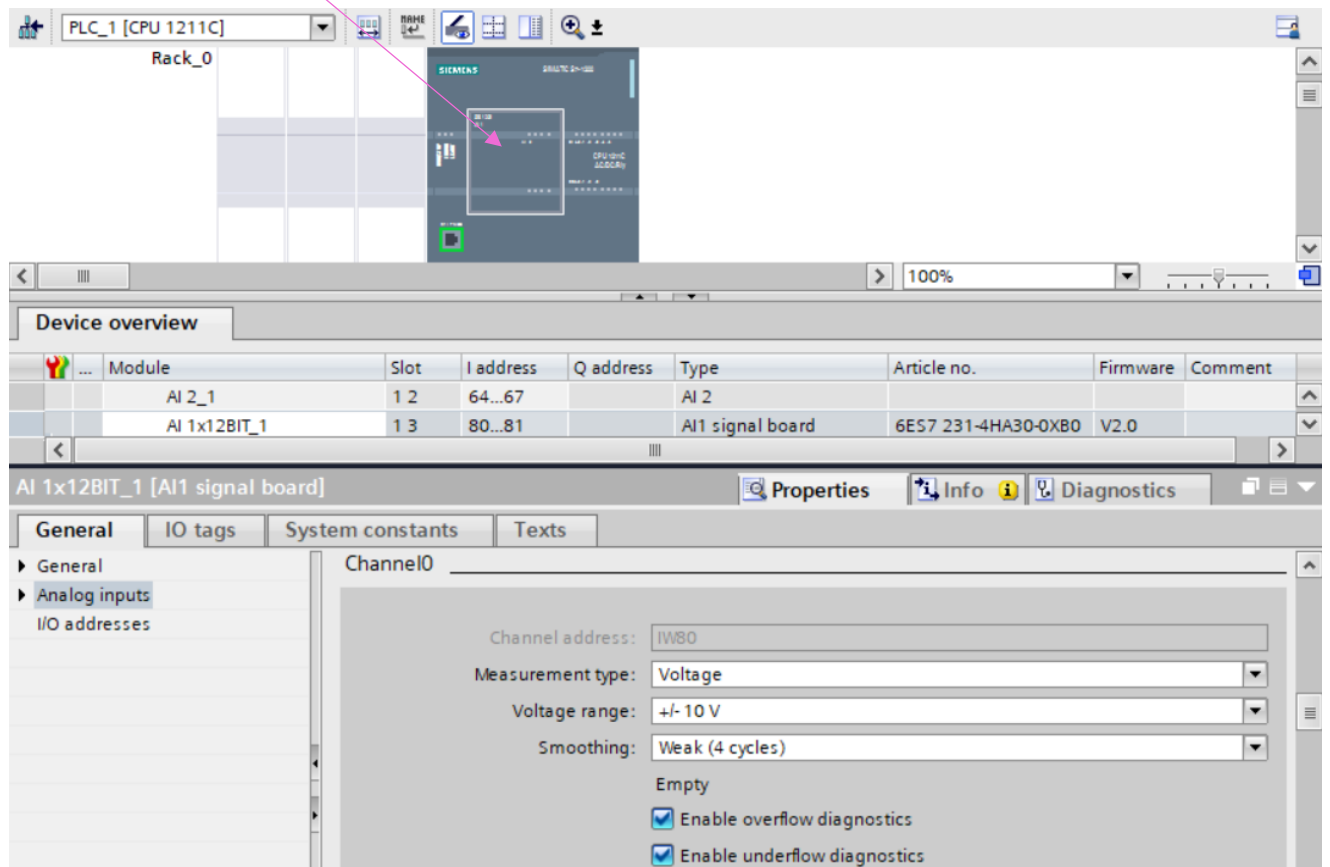 PLC_1 [CPU 1211C]
NAME
100%
Rack_0
SIEMENS
CPU 1211C
AC/DC/Rly
100%
Device overview
... Module Slot I address Q address Type Article no. Firmware Comment
AI 2_1 1 2 64...67 AI 2
AI 1x12BIT_1 1 3 80...81 AI1 signal board 6ES7 231-4HA30-0XB0 V2.0
AI 1x12BIT_1 [AI1 signal board] Properties Info Diagnostics
General IO tags System constants Texts
General
Analog inputs
I/O addresses
Channel0
Channel address: IW80
Measurement type: Voltage
Voltage range: +/- 10 V
Smoothing: Weak (4 cycles)
Empty
Enable overflow diagnostics
Enable underflow diagnostics